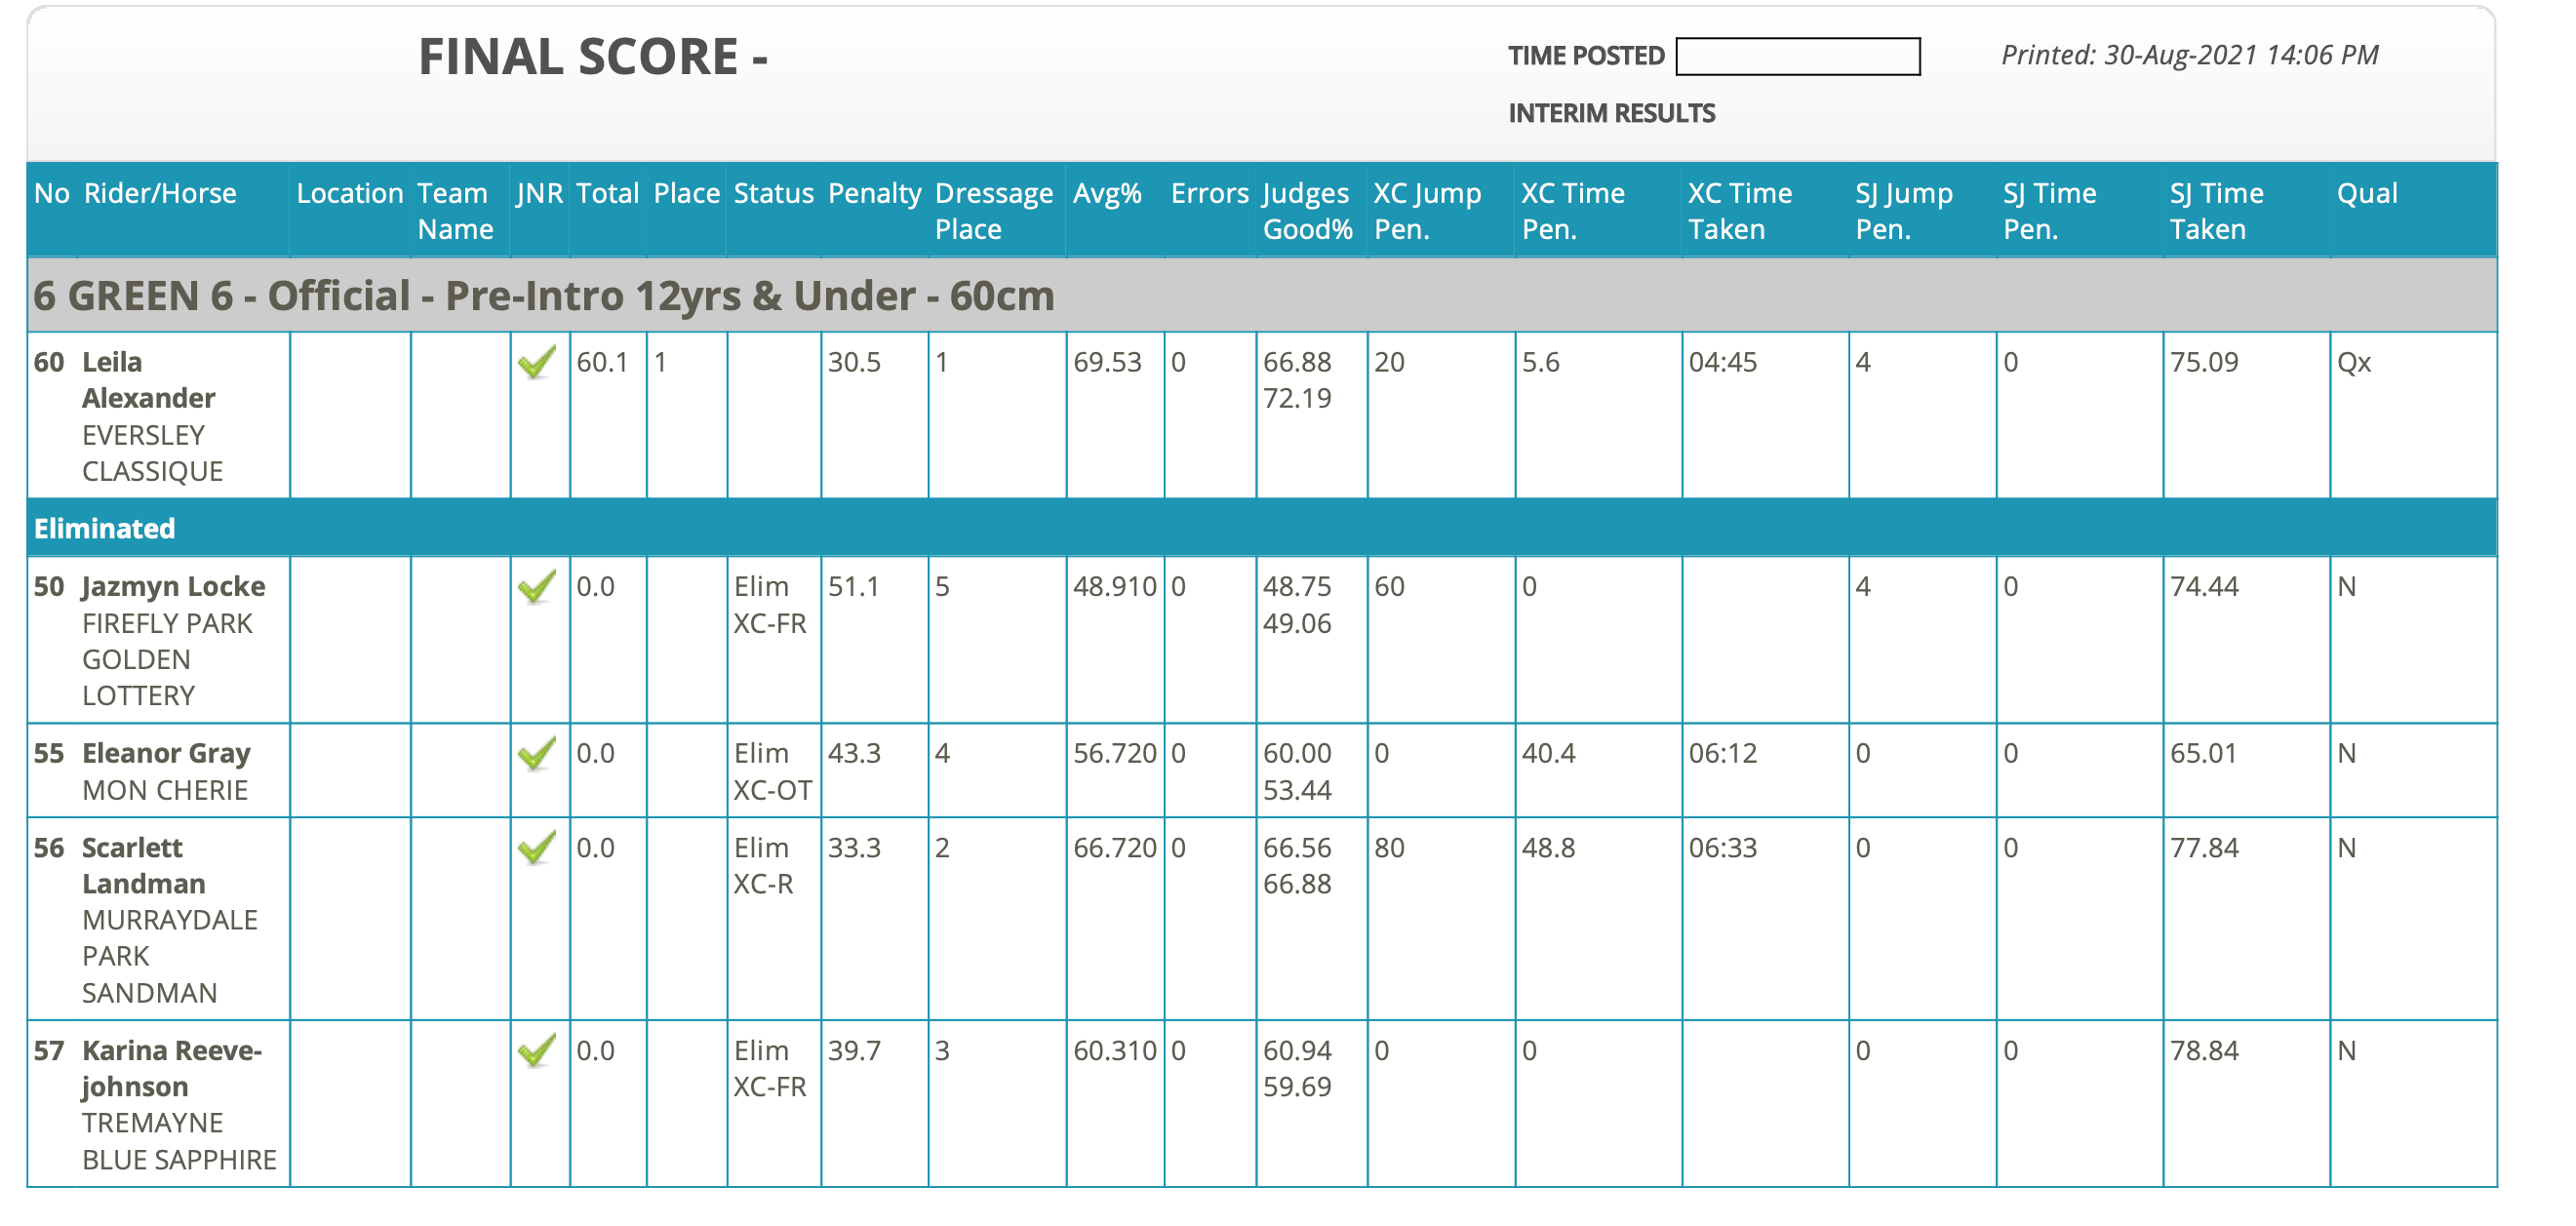 FINAL SCORE -
TIME POSTED
Printed: 30-Aug-2021 14:06 PM
INTERIM RESULTS
No Rider/Horse Location Team Name JNR Total Place Status Penalty Dressage Place Avg% Errors Judges Good% XC Jump Pen. XC Time Pen. XC Time Taken SJ Jump Pen. SJ Time Pen. SJ Time Taken Qual
6 GREEN 6 - Official - Pre-Intro 12yrs & Under - 60cm
60 Leila 60.1 1 30.5 1 69.53 0 66.88 20 5.6 04:45 4 0 75.09 Qx
Alexander 72.19
EVERSLEY
CLASSIQUE
Eliminated
50 Jazmyn Locke 0.0 Elim 51.1 5 48.910 0 48.75 60 0 4 0 74.44 N
FIREFLY PARK XC-FR 49.06
GOLDEN
LOTTERY
55 Eleanor Gray 0.0 Elim 43.3 4 56.720 0 60.00 0 40.4 06:12 0 0 65.01 N
MON CHERIE XC-OT 53.44
56 Scarlett 0.0 Elim 33.3 2 66.720 0 66.56 80 48.8 06:33 0 0 77.84 N
Landman XC-R 66.88
MURRAYDALE
PARK
SANDMAN
57 Karina Reeve- 0.0 Elim 39.7 3 60.310 0 60.94 0 0 0 0 78.84 N
johnson XC-FR 59.69
TREMAYNE
BLUE SAPPHIRE